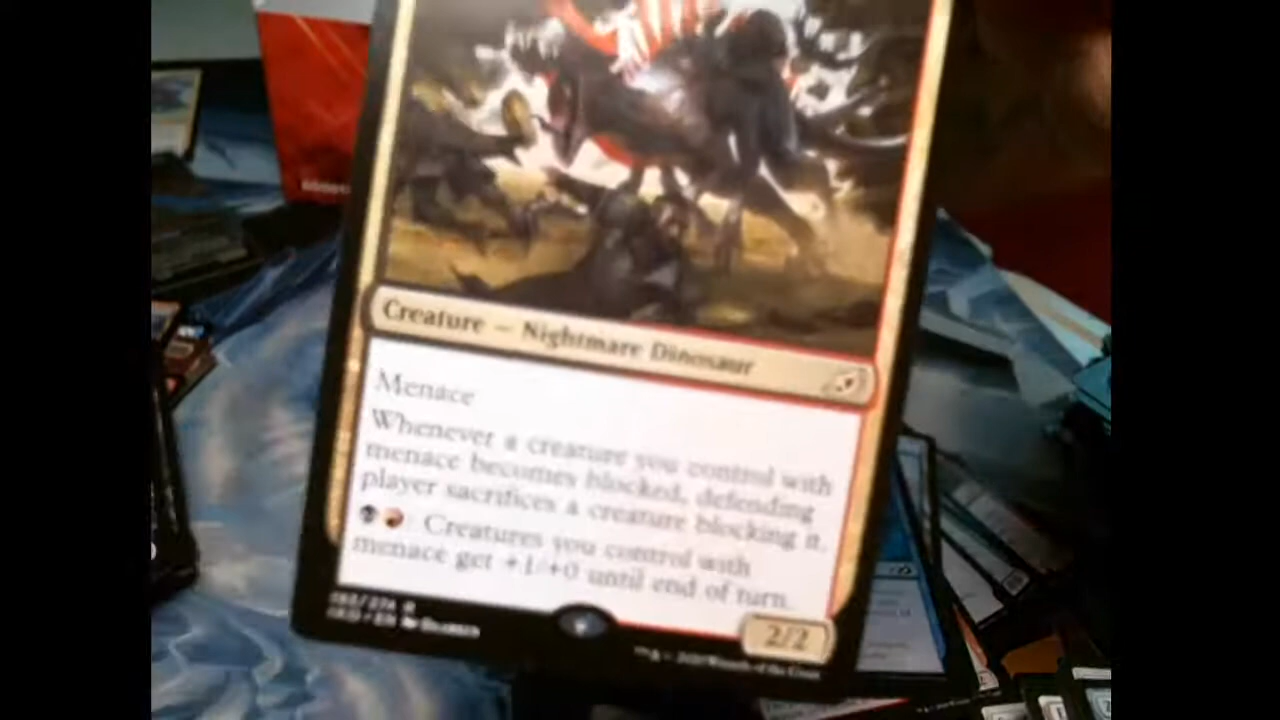 Creature — Nightmare Dinosaur
Menace
Whenever a creature you control with
menace becomes blocked, defending
player sacrifices a creature blocking it.
: Creatures you control with
menace get +1/+0 until end of turn.
2/2